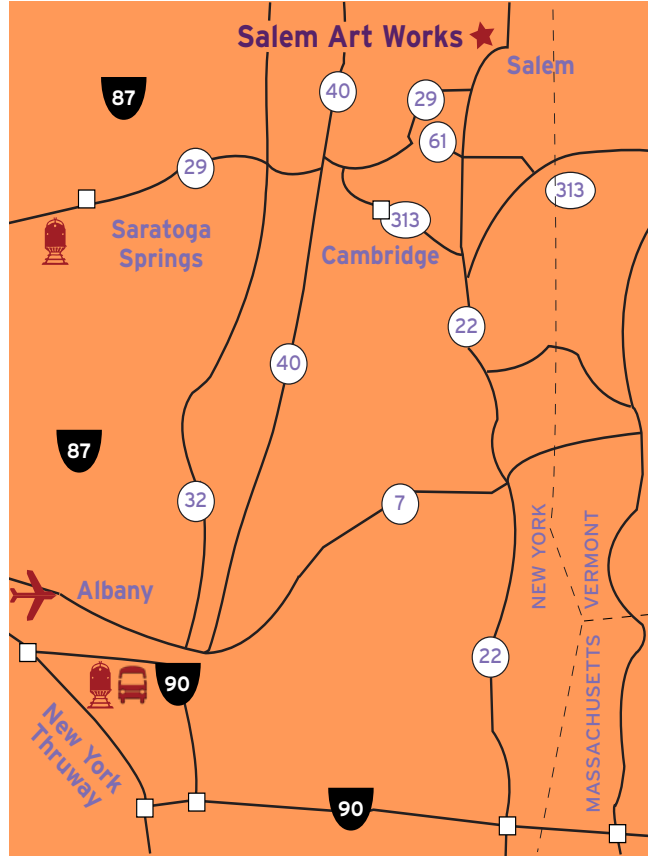 Salem Art Works
Salem
87
40
29
61
29
313
313
Saratoga
Springs
Cambridge
22
40
87
32
7
NEW YORK
VERMONT
Albany
22
90
MASSACHUSETTS
New York
Thruway
90